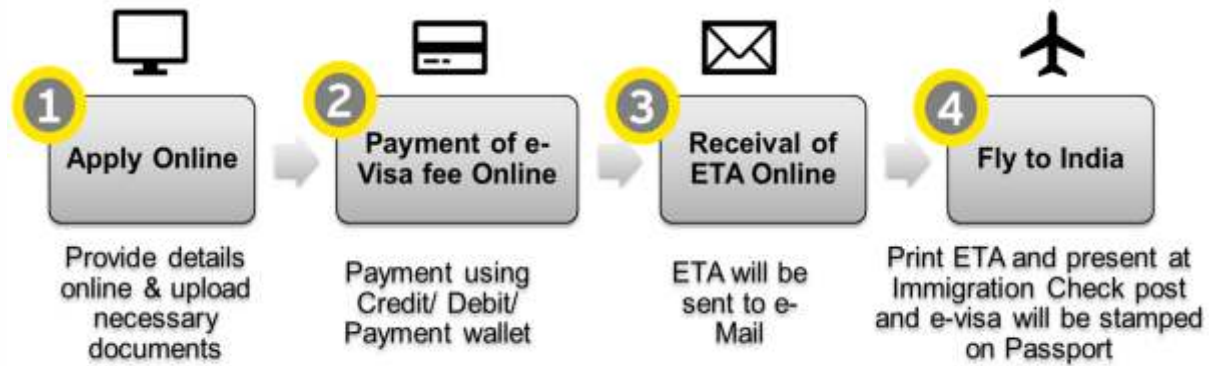 1
Apply Online
Provide details
online & upload
necessary
documents
2
Payment of e-
Visa fee Online
Payment using
Credit/ Debit/
Payment wallet
3
Receival of
ETA Online
ETA will be
sent to e-
Mail
4
Fly to India
Print ETA and present at
Immigration Check post
and e-visa will be stamped
on Passport